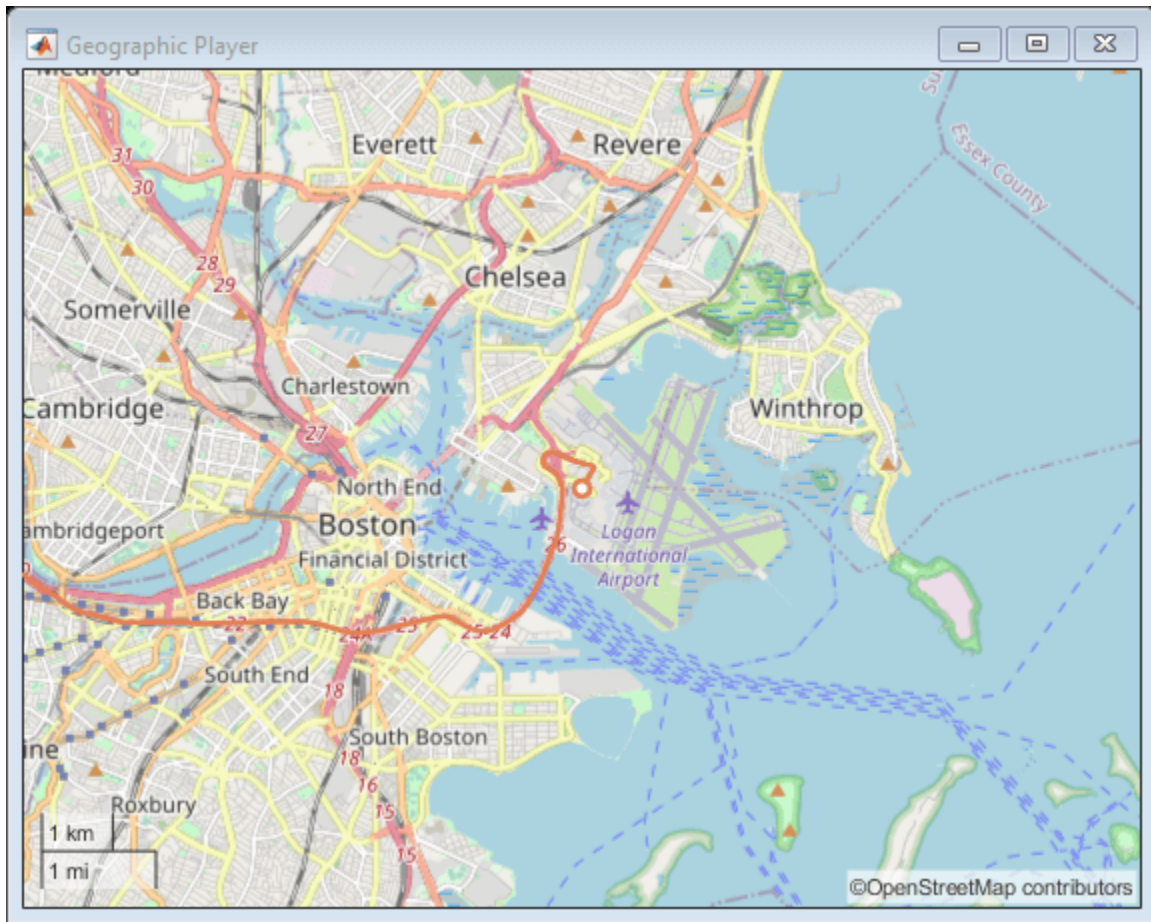 Geographic Player
Medford
Everett
Revere
Essex County
31
30
28
29
Chelsea
Somerville
Charlestown
Cambridge
Winthrop
27
North End
Boston
ambridgeport
Logan
International
Airport
26
Financial District
Back Bay
22
24A
23
25
24
South End
18
South Boston
18
ine
16
Roxbury
15
15
1 km
1 mi
©OpenStreetMap contributors